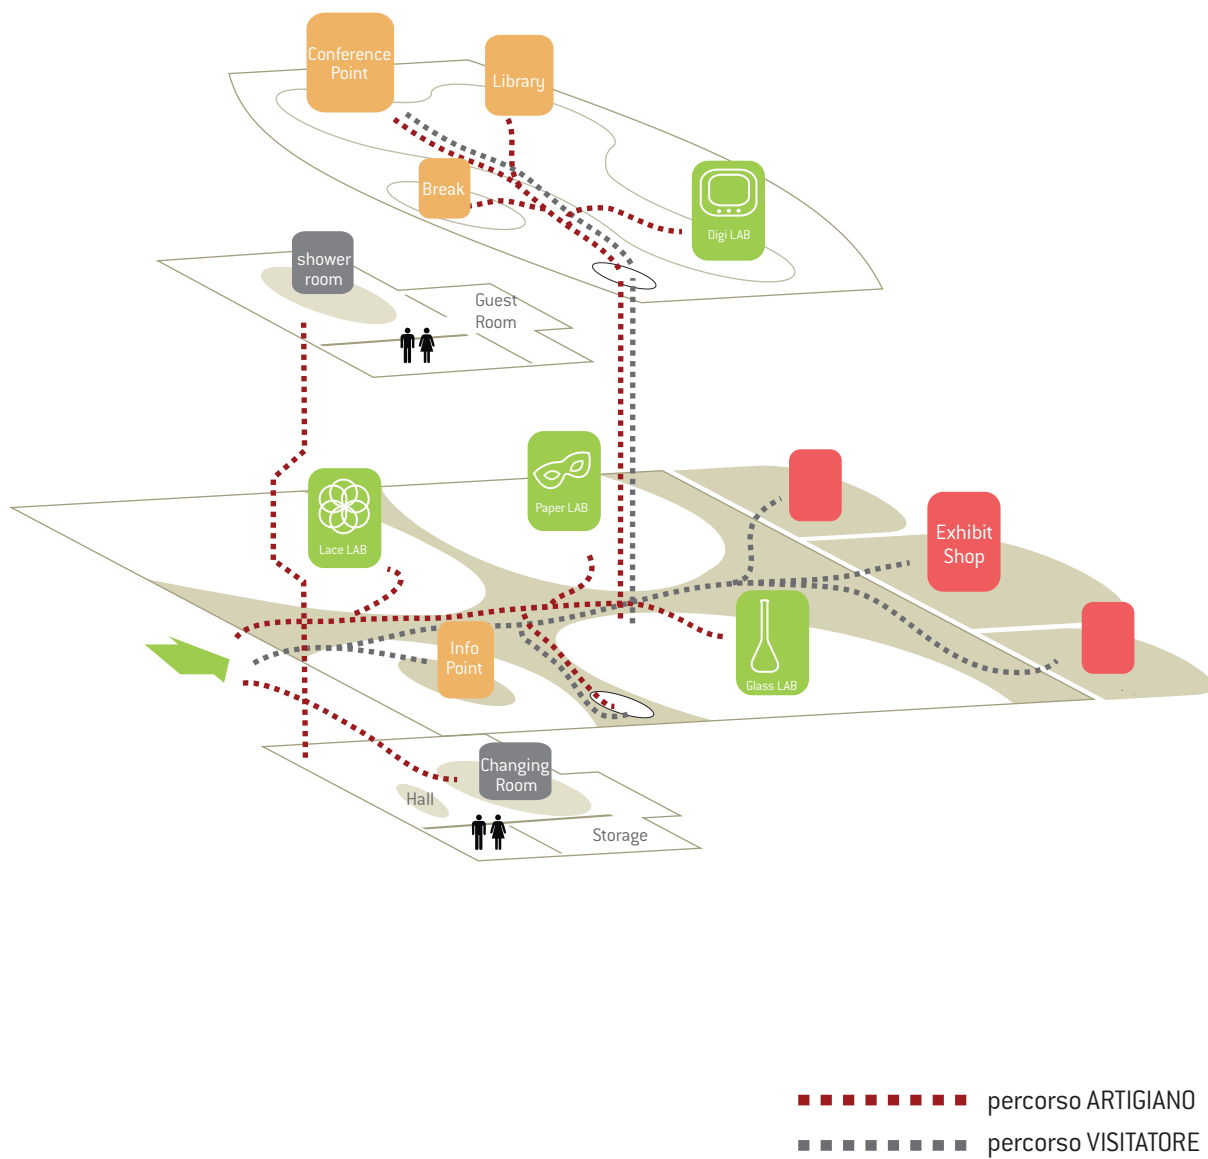 Conference
Point
Library
Break
Digi LAB
shower
room
Guest
Room
Paper LAB
Lace LAB
Exhibit
Shop
Info
Point
Glass LAB
Changing
Room
Hall
Storage
percorso ARTIGIANO
percorso VISITATORE